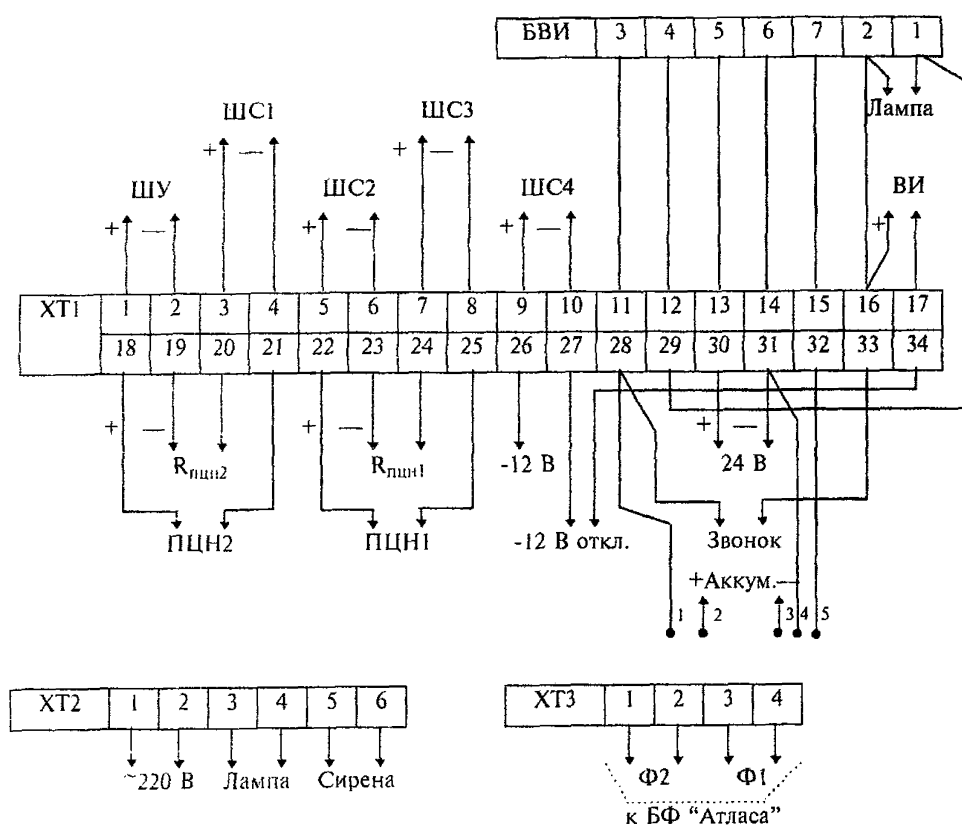 БВИ 3 4 5 6 7 2 1
Лампа
ШС1 ШС3
+ — + —
ШУ ШС2 ШС4 ВИ
+ — + — + — +
ХТ1 1 2 3 4 5 6 7 8 9 10 11 12 13 14 15 16 17
18 19 20 21 22 23 24 25 26 27 28 29 30 31 32 33 34
+ — + — + —
Rпцн2 Rпцн1 -12 В 24 В
ПЦН2 ПЦН1 -12 В откл. Звонок
+Аккум.—
1 2 3 4 5
ХТ2 1 2 3 4 5 6
~220 В Лампа Сирена
ХТ3 1 2 3 4
Ф2 Ф1
к БФ "Атласа"